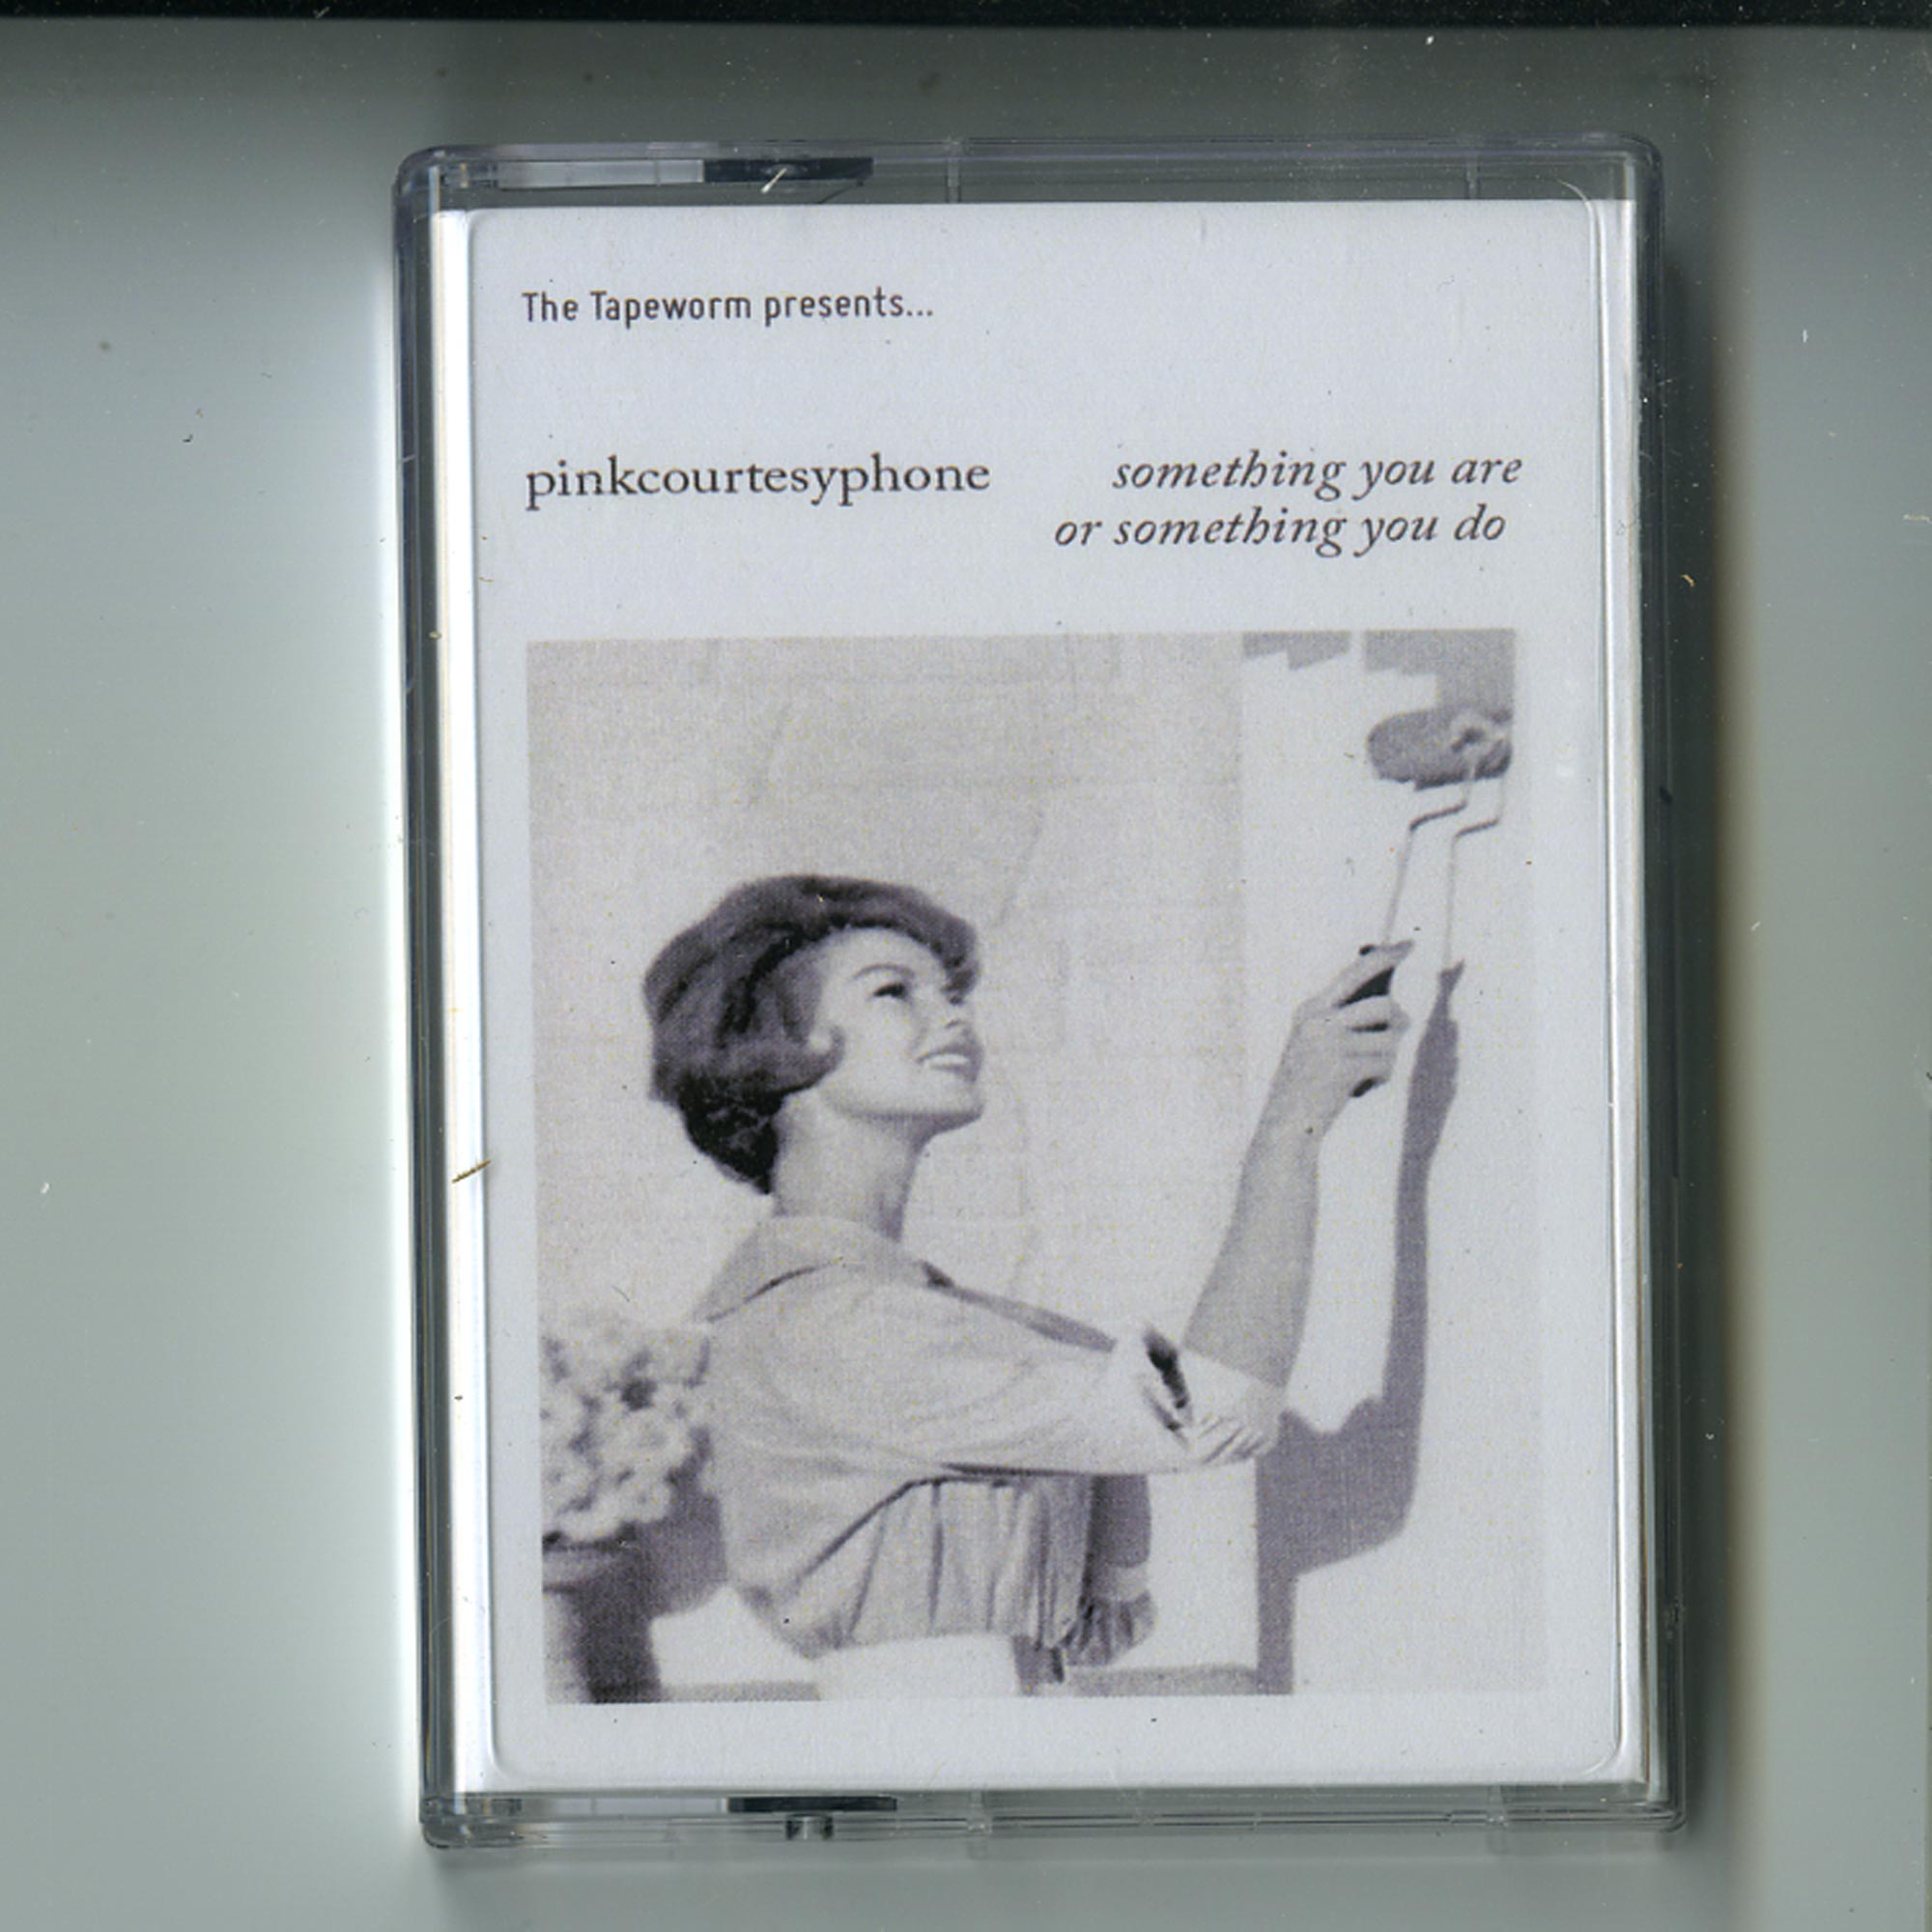 The Tapeworm presents...
pinkcourtesyphone
something you are
or something you do